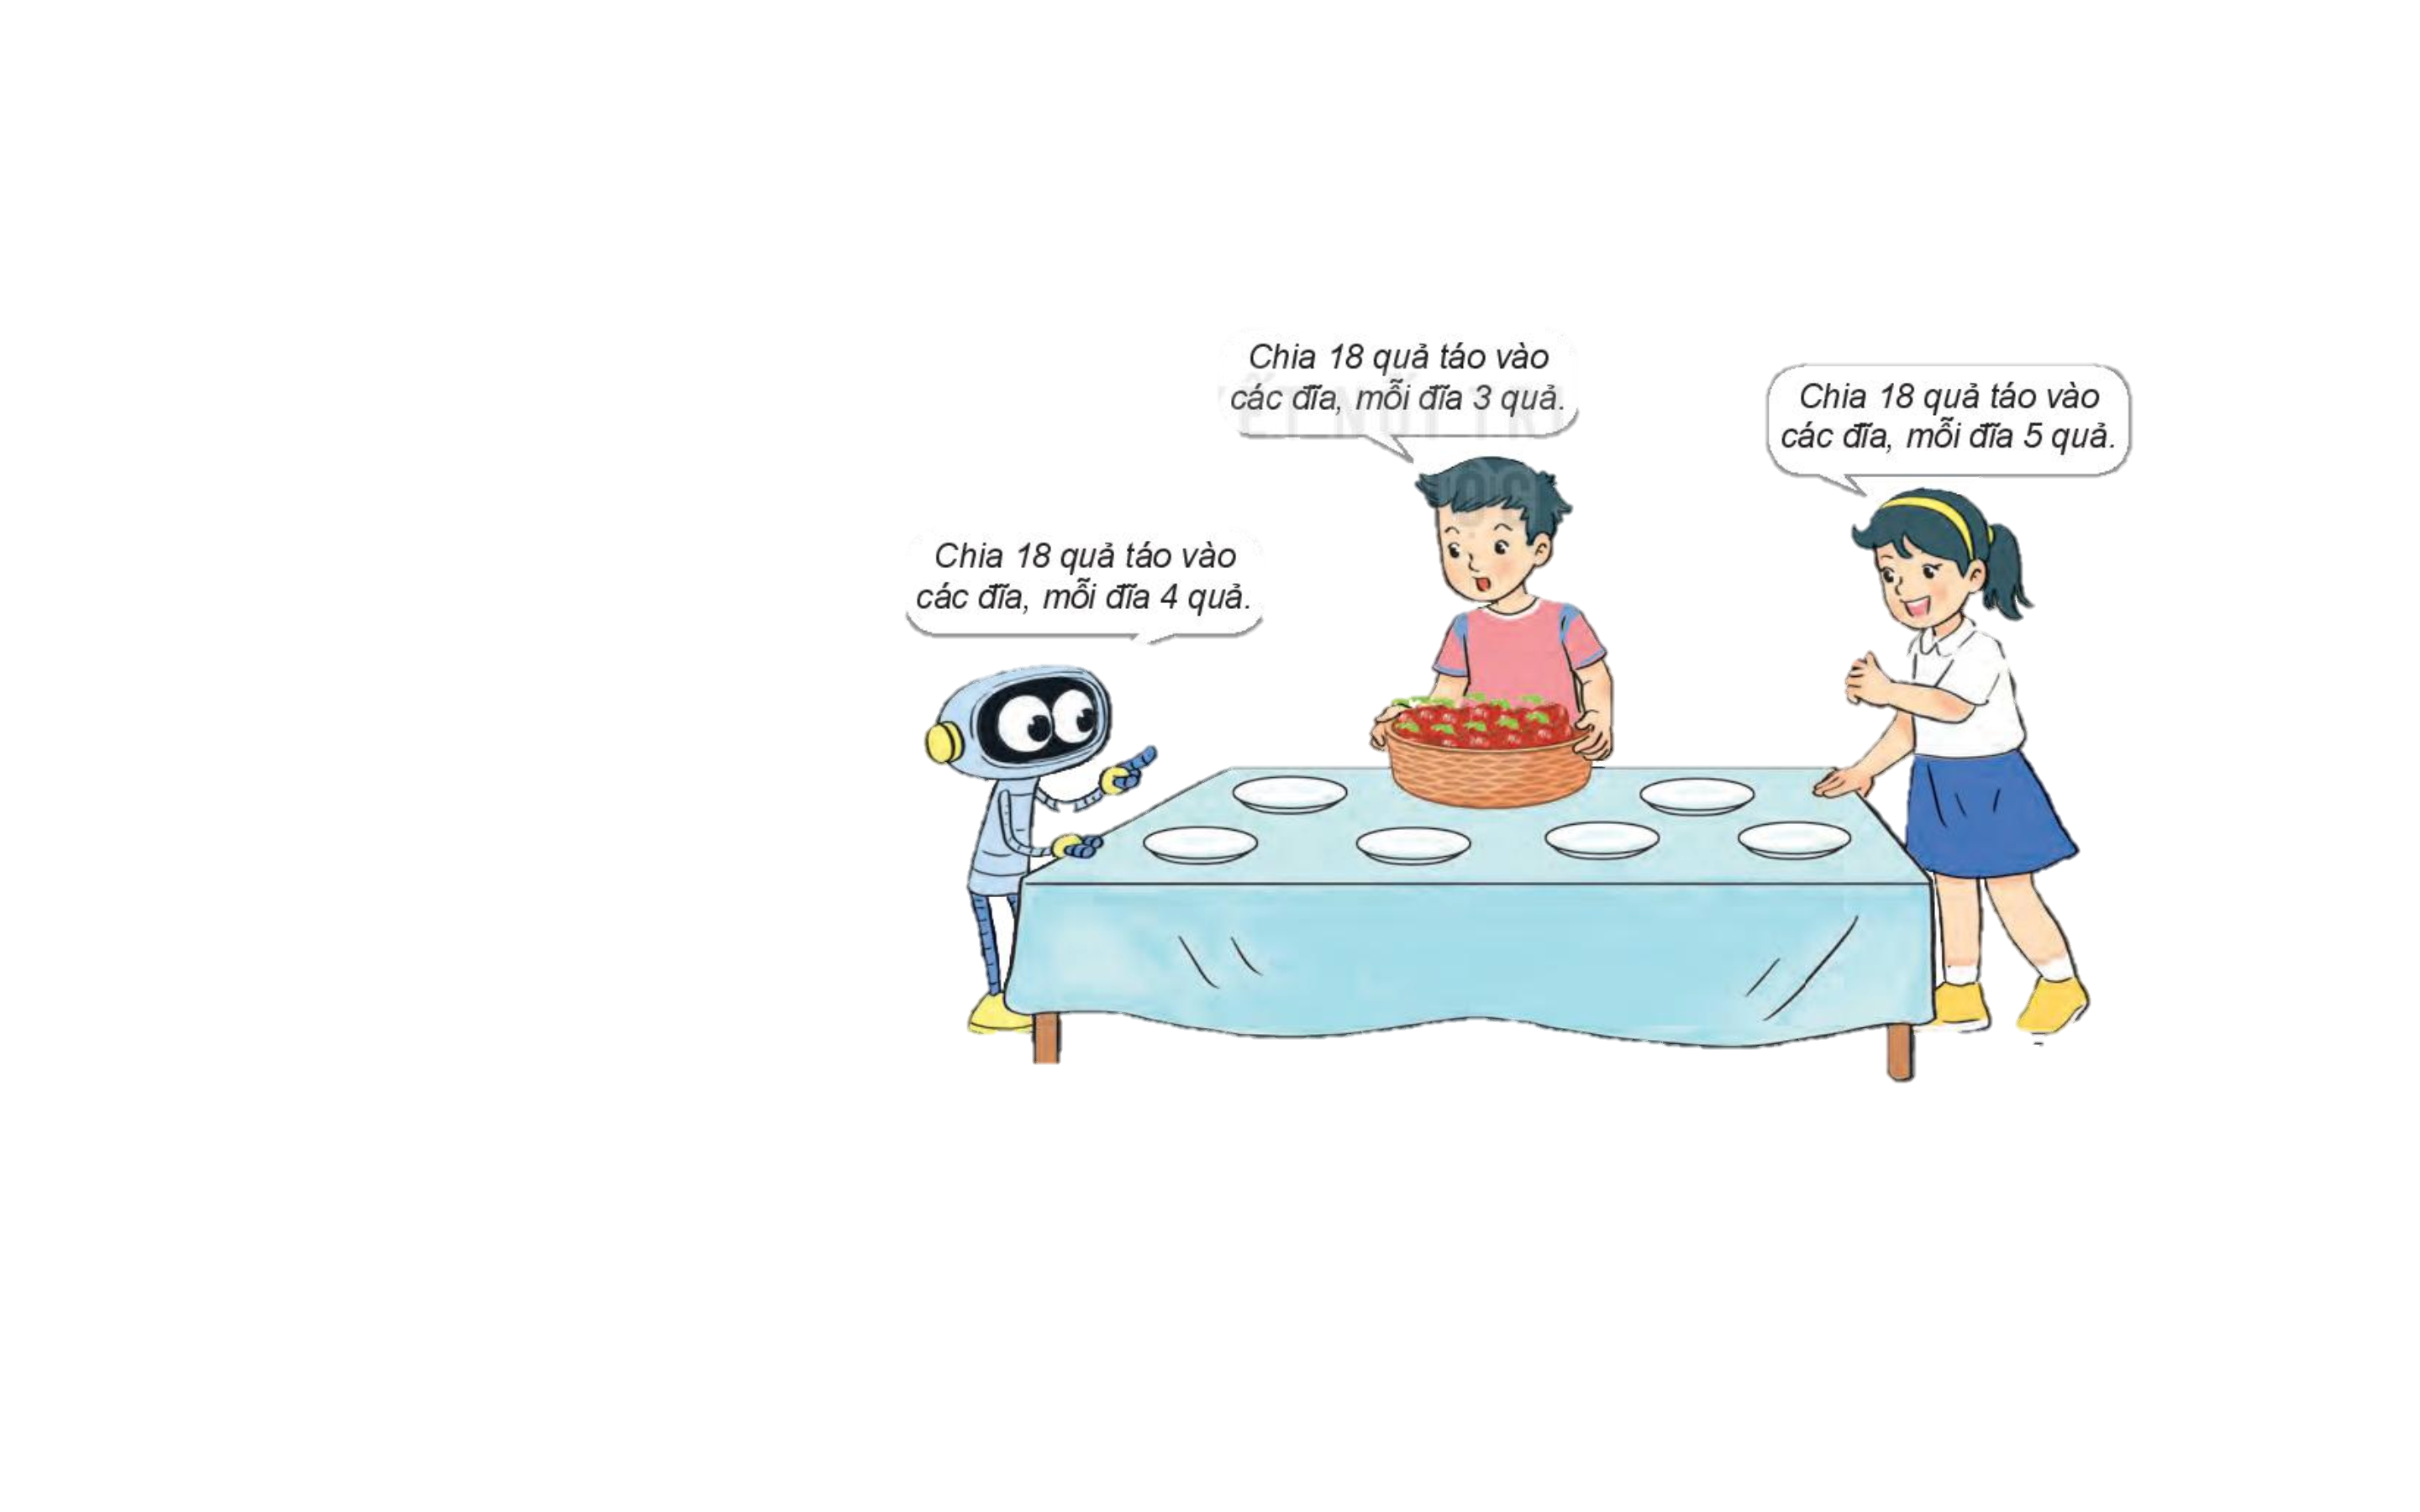 Chia 18 quả táo vào
các đĩa, mỗi đĩa 3 quả.
Chia 18 quả táo vào
các đĩa, mỗi đĩa 5 quả.
Chia 18 quả táo vào
các đĩa, mỗi đĩa 4 quả.